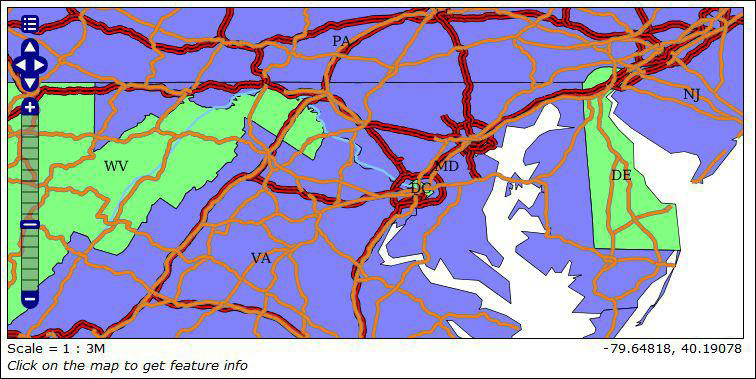 PA
NJ
WV
MD
DE
DC
VA
Scale = 1 : 3M
-79.64818, 40.19078
Click on the map to get feature info